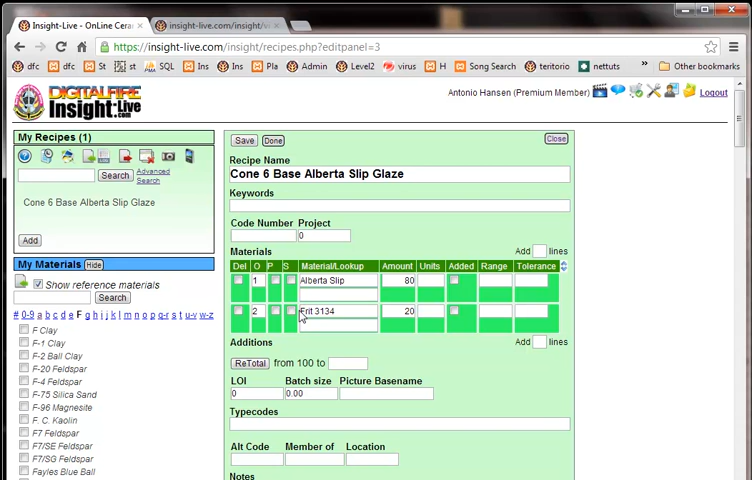 Insight-Live - OnLine Cera
insight-live.com/insight/
https://insight-live.com/insight/recipes.php?editpanel=3
dfc dfc St st SQL Ins Ins Pla Admin Level2 virus H Song Search teritorio nettuts » Other bookmarks
DIGITALFIRE
Insight-Live.com
Antonio Hansen (Premium Member) Logout
My Recipes (1)
Search Advanced Search
Cone 6 Base Alberta Slip Glaze
Add
My Materials Hide
Show reference materials
Search
# 0-9 a b c d e F g h i j k l m n o p q r s t u-v w-z
F Clay
F-1 Clay
F-2 Ball Clay
F-20 Feldspar
F-4 Feldspar
F-75 Silica Sand
F-96 Magnesite
F. C. Kaolin
F7 Feldspar
F7/SE Feldspar
F7/SG Feldspar
Fayles Blue Ball
Save Done Close
Recipe Name
Cone 6 Base Alberta Slip Glaze
Keywords
Code Number Project
0
Materials Add lines
Del O P S Material/Lookup Amount Units Added Range Tolerance
1 Alberta Slip 80
2 Frit 3134 20
Additions Add lines
ReTotal from 100 to
LOI Batch size Picture Basename
0 0.00
Typecodes
Alt Code Member of Location
Notes